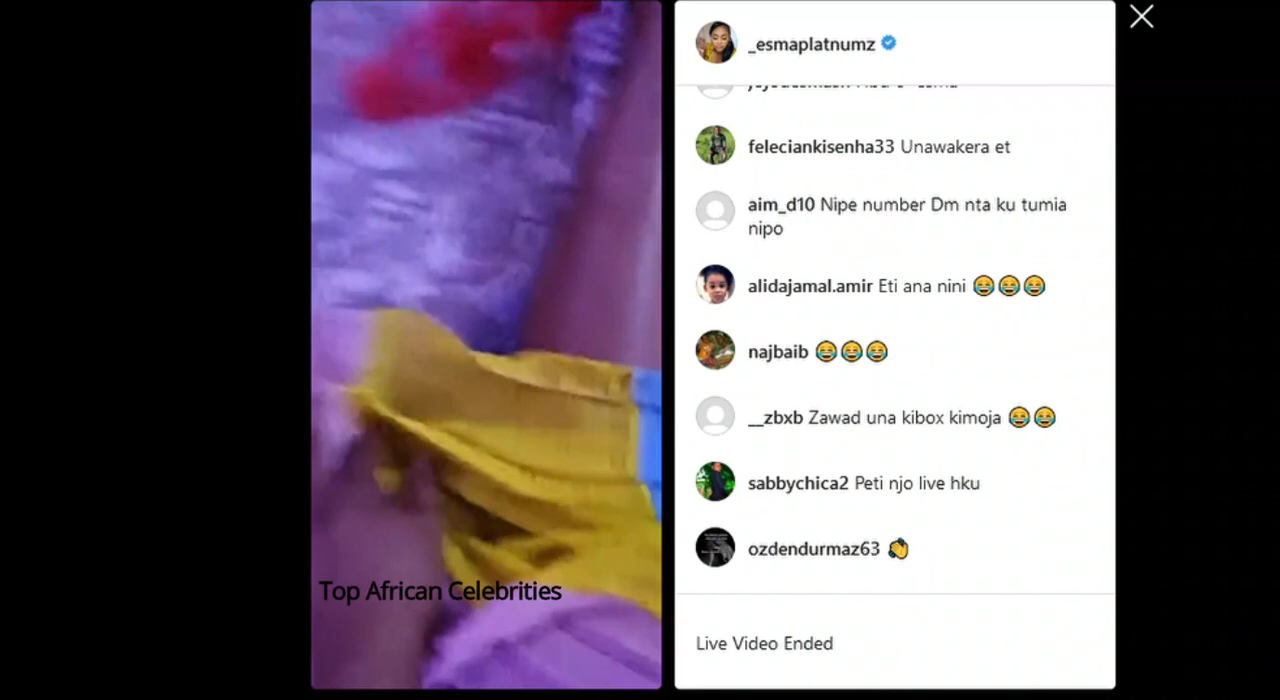 _esmaplatnumz
feleciankisenha33 Unawakera et
aim_d10 Nipe number Dm nta ku tumia
nipo
alidajamal.amir Eti ana nini 😂😂😂
najbaib 😂😂😂
__zbxb Zawad una kibox kimoja 😂😂
sabbychica2 Peti njo live hku
ozdendurmaz63 👏
Top African Celebrities
Live Video Ended